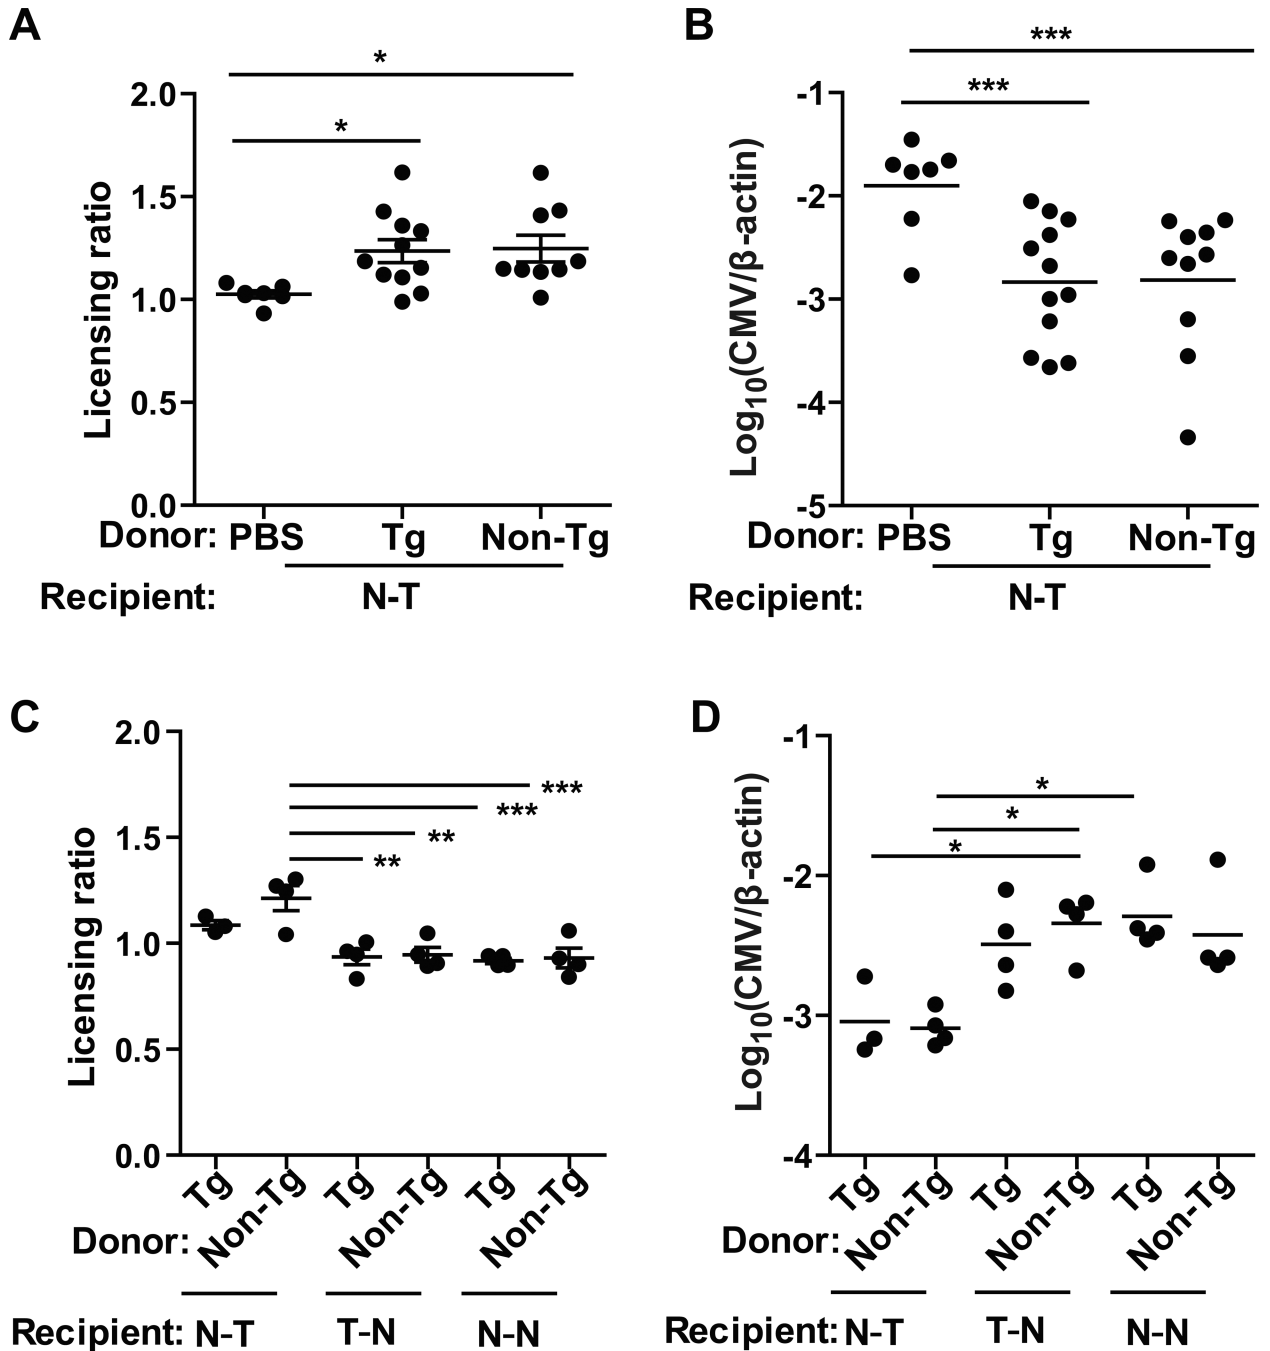 A
*
*
2.0
1.5
1.0
0.5
0.0
Licensing ratio
Donor: PBS Tg Non-Tg
Recipient: N-T
B
***
***
-1
-2
-3
-4
-5
Log10(CMV/β-actin)
Donor: PBS Tg Non-Tg
Recipient: N-T
C
2.0
1.5
1.0
0.5
0.0
Licensing ratio
***
***
**
**
Tg Non-Tg Tg Non-Tg Tg Non-Tg
Donor:
Recipient: N-T T-N N-N
D
-1
-2
-3
-4
Log10(CMV/β-actin)
*
*
*
Tg Non-Tg Tg Non-Tg Tg Non-Tg
Donor:
Recipient: N-T T-N N-N